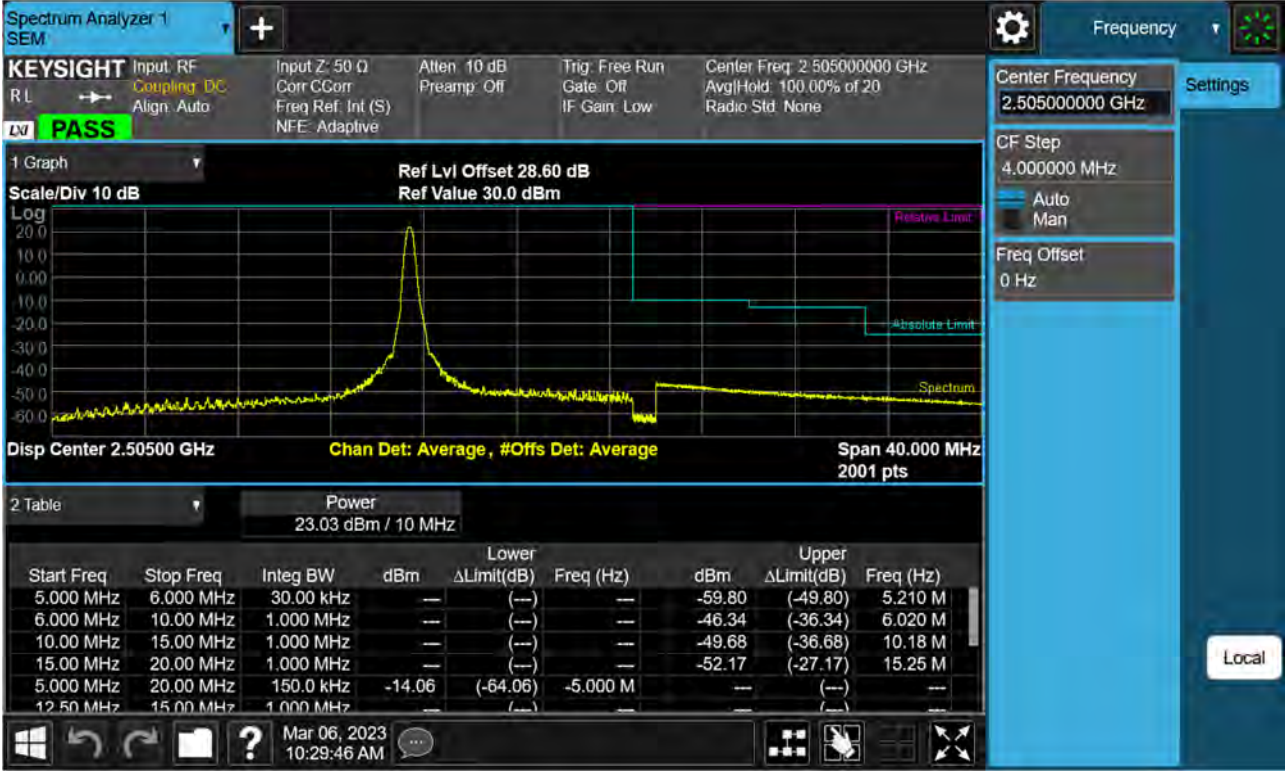 Spectrum Analyzer 1
SEM
+
Frequency
KEYSIGHT
R L
LXI
PASS
Input: RF
Coupling: DC
Align: Auto
Input Z: 50 Ω
Corr CCorr
Freq Ref: Int (S)
NFE: Adaptive
Atten: 10 dB
Preamp: Off
Trig: Free Run
Gate: Off
IF Gain: Low
Center Freq: 2.505000000 GHz
Avg|Hold: 100.00% of 20
Radio Std: None
Center Frequency
2.505000000 GHz
Settings
CF Step
4.000000 MHz
Auto
Man
Freq Offset
0 Hz
1 Graph
Scale/Div 10 dB
Ref Lvl Offset 28.60 dB
Ref Value 30.0 dBm
Log
20.0
10.0
0.00
-10.0
-20.0
-30.0
-40.0
-50.0
-60.0
Relative Limit
Absolute Limit
Spectrum
Disp Center 2.50500 GHz
Chan Det: Average, #Offs Det: Average
Span 40.000 MHz
2001 pts
2 Table
Power
23.03 dBm / 10 MHz
Lower Upper
Start Freq Stop Freq Integ BW dBm ΔLimit(dB) Freq (Hz) dBm ΔLimit(dB) Freq (Hz)
5.000 MHz 6.000 MHz 30.00 kHz --- (---) --- -59.80 (-49.80) 5.210 M
6.000 MHz 10.00 MHz 1.000 MHz --- (---) --- -46.34 (-36.34) 6.020 M
10.00 MHz 15.00 MHz 1.000 MHz --- (---) --- -49.68 (-36.68) 10.18 M
15.00 MHz 20.00 MHz 1.000 MHz --- (---) --- -52.17 (-27.17) 15.25 M
5.000 MHz 20.00 MHz 150.0 kHz -14.06 (-64.06) -5.000 M --- (---) ---
12.50 MHz 15.00 MHz 1.000 MHz --- (---) --- --- (---) ---
Local
?
Mar 06, 2023
10:29:46 AM